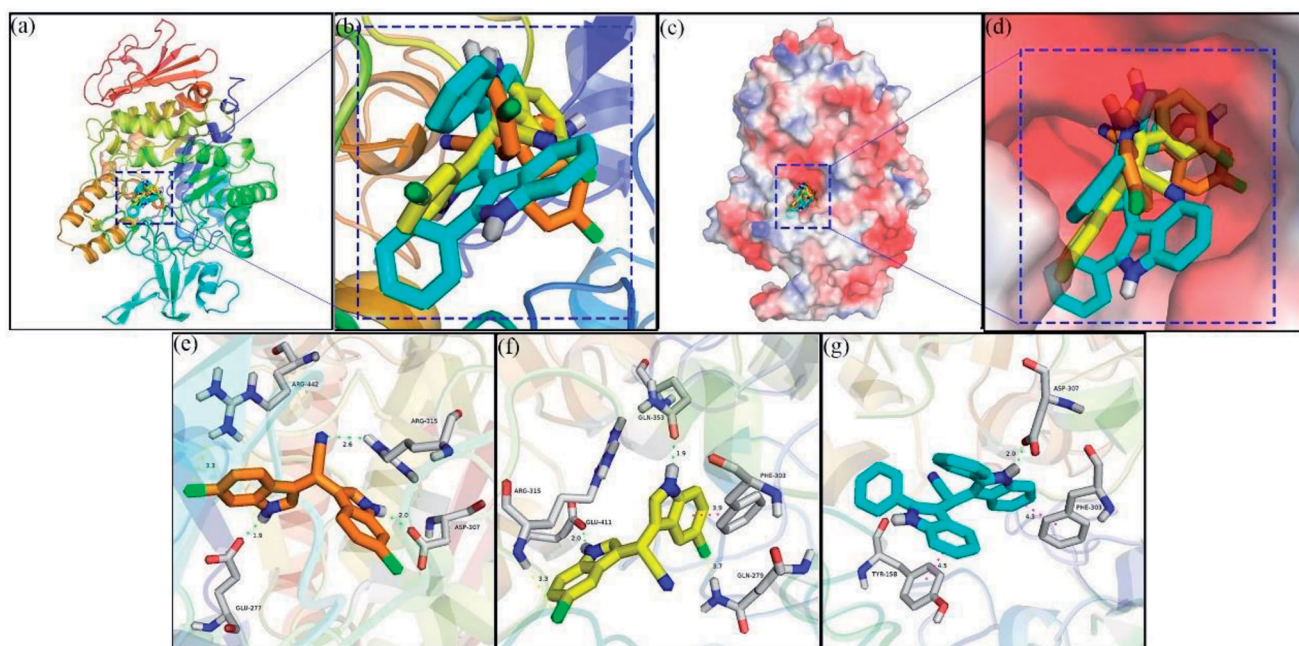 (a)
(b)
(c)
(d)
(e)
ARG-442
ARG-315
2.6
3.3
2.0
1.9
ASP-307
GLU-277
(f)
GLN-353
1.9
PHE-303
ARG-315
3.9
GLU-411
2.0
3.3
3.7
GLN-279
(g)
ASP-307
2.0
4.3
PHE-303
TYR-158
4.5